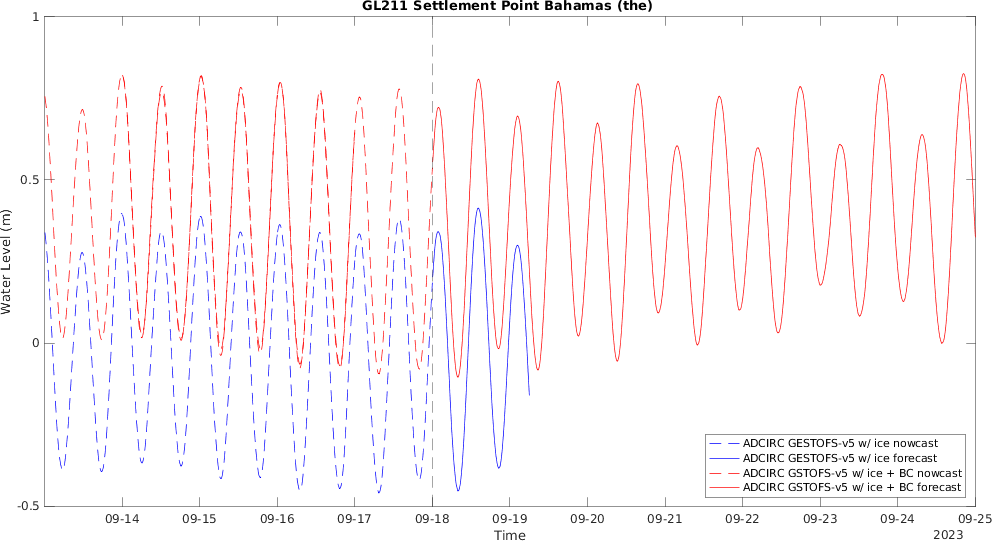 GL211 Settlement Point Bahamas (the)
1
0.5
0
-0.5
Water Level (m)
ADCIRC GESTOFS-v5 w/ ice nowcast
ADCIRC GESTOFS-v5 w/ ice forecast
ADCIRC GSTOFS-v5 w/ ice + BC nowcast
ADCIRC GSTOFS-v5 w/ ice + BC forecast
09-14 09-15 09-16 09-17 09-18 09-19 09-20 09-21 09-22 09-23 09-24 09-25
Time
2023